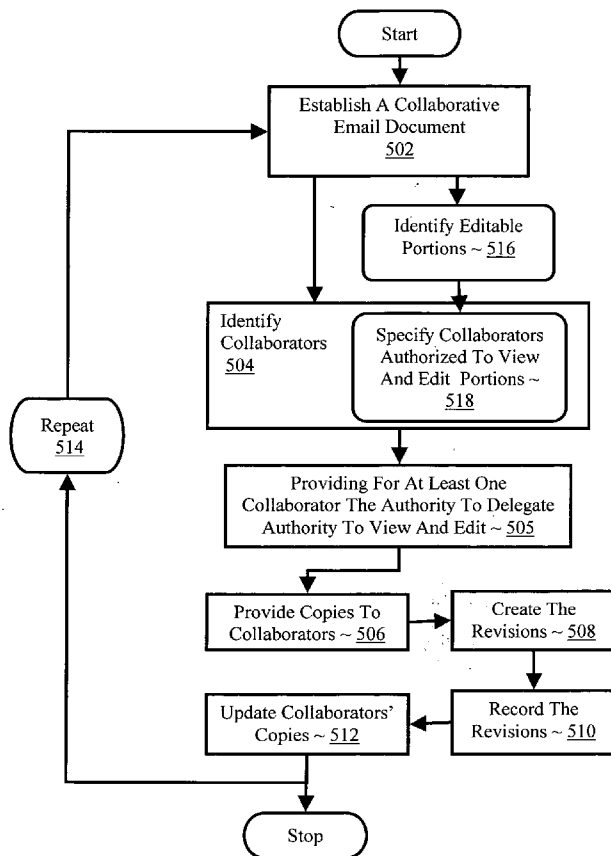 Start
Establish A Collaborative
Email Document
502
Identify Editable
Portions ~ 516
Identify
Collaborators
504
Specify Collaborators
Authorized To View
And Edit Portions ~
518
Repeat
514
Providing For At Least One
Collaborator The Authority To Delegate
Authority To View And Edit ~ 505
Provide Copies To
Collaborators ~ 506
Create The
Revisions ~ 508
Update Collaborators’
Copies ~ 512
Record The
Revisions ~ 510
Stop